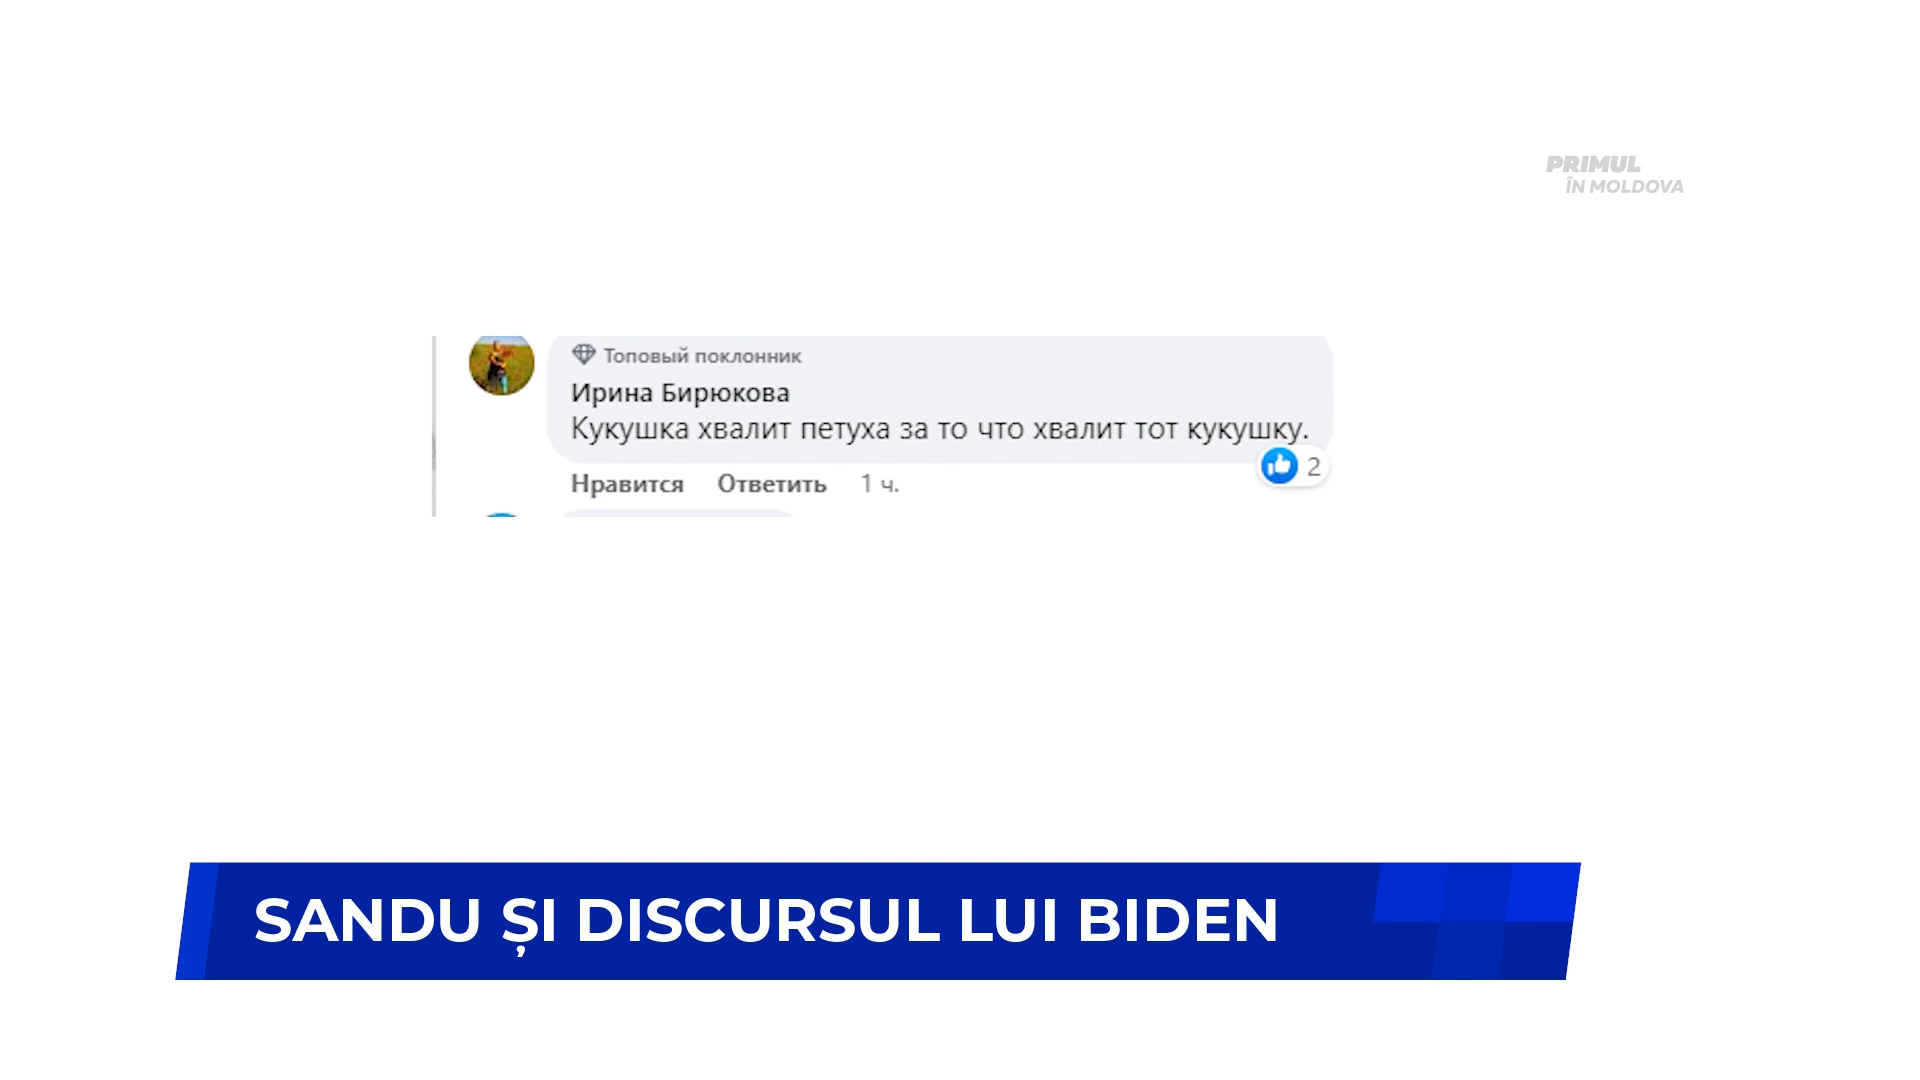 PRIMUL
ÎN MOLDOVA
Топовый поклонник
Ирина Бирюкова
Кукушка хвалит петуха за то что хвалит тот кукушку.
2
Нравится Ответить 1 ч.
SANDU ȘI DISCURSUL LUI BIDEN